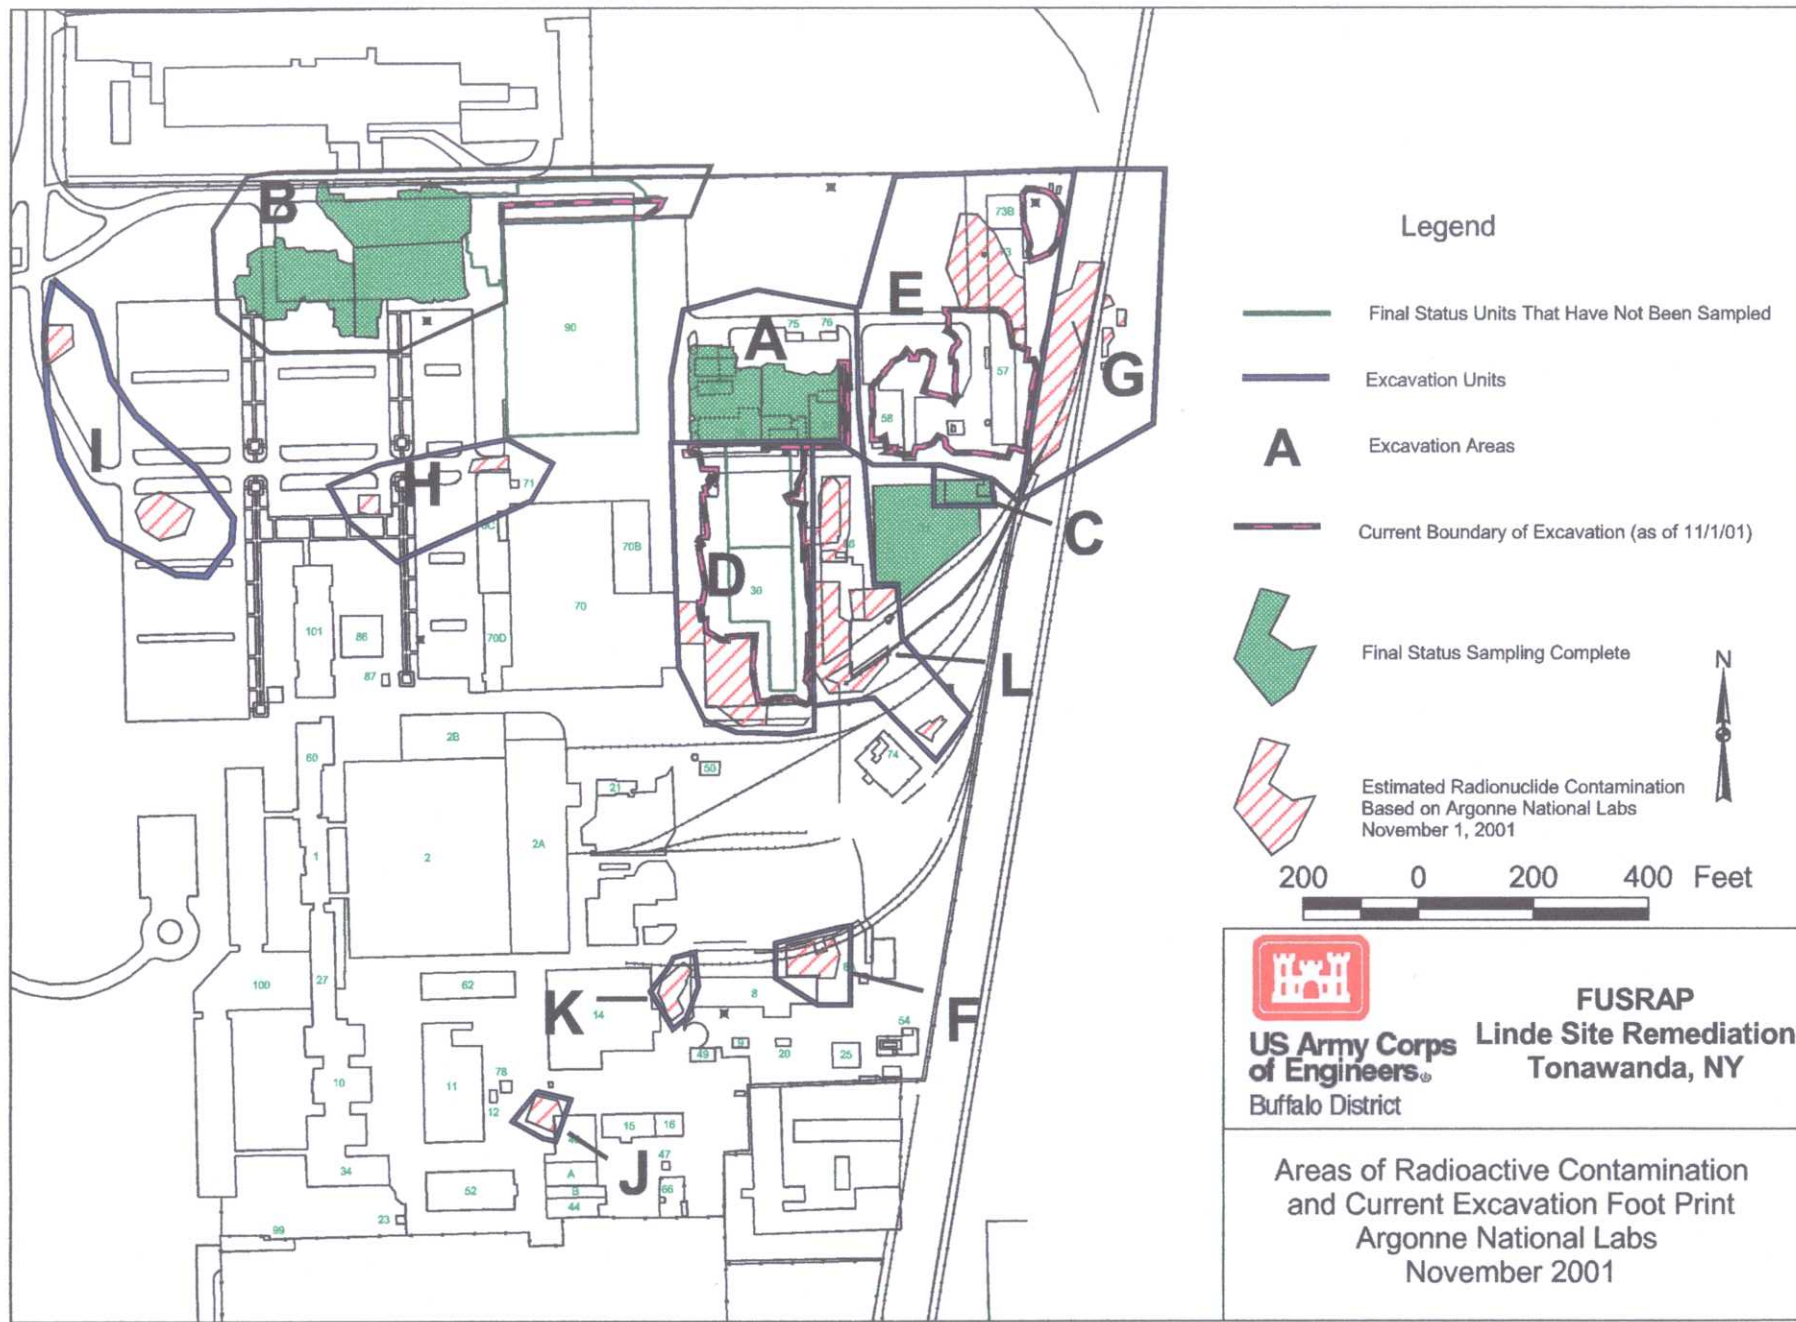 B
73B
E
G
A
75
76
90
57
58
I
H
71
C
70B
D
30
70
70D
101
86
87
L
2B
60
50
74
21
1
2
2A
27
100
62
K
14
8
F
54
49
9
20
25
10
11
78
12
15
16
J
47
34
52
A
B
44
66
23
99
Legend
Final Status Units That Have Not Been Sampled
Excavation Units
A
Excavation Areas
Current Boundary of Excavation (as of 11/1/01)
Final Status Sampling Complete
N
Estimated Radionuclide Contamination
Based on Argonne National Labs
November 1, 2001
200 0 200 400 Feet
US Army Corps
of Engineers
Buffalo District
FUSRAP
Linde Site Remediation
Tonawanda, NY
Areas of Radioactive Contamination
and Current Excavation Foot Print
Argonne National Labs
November 2001